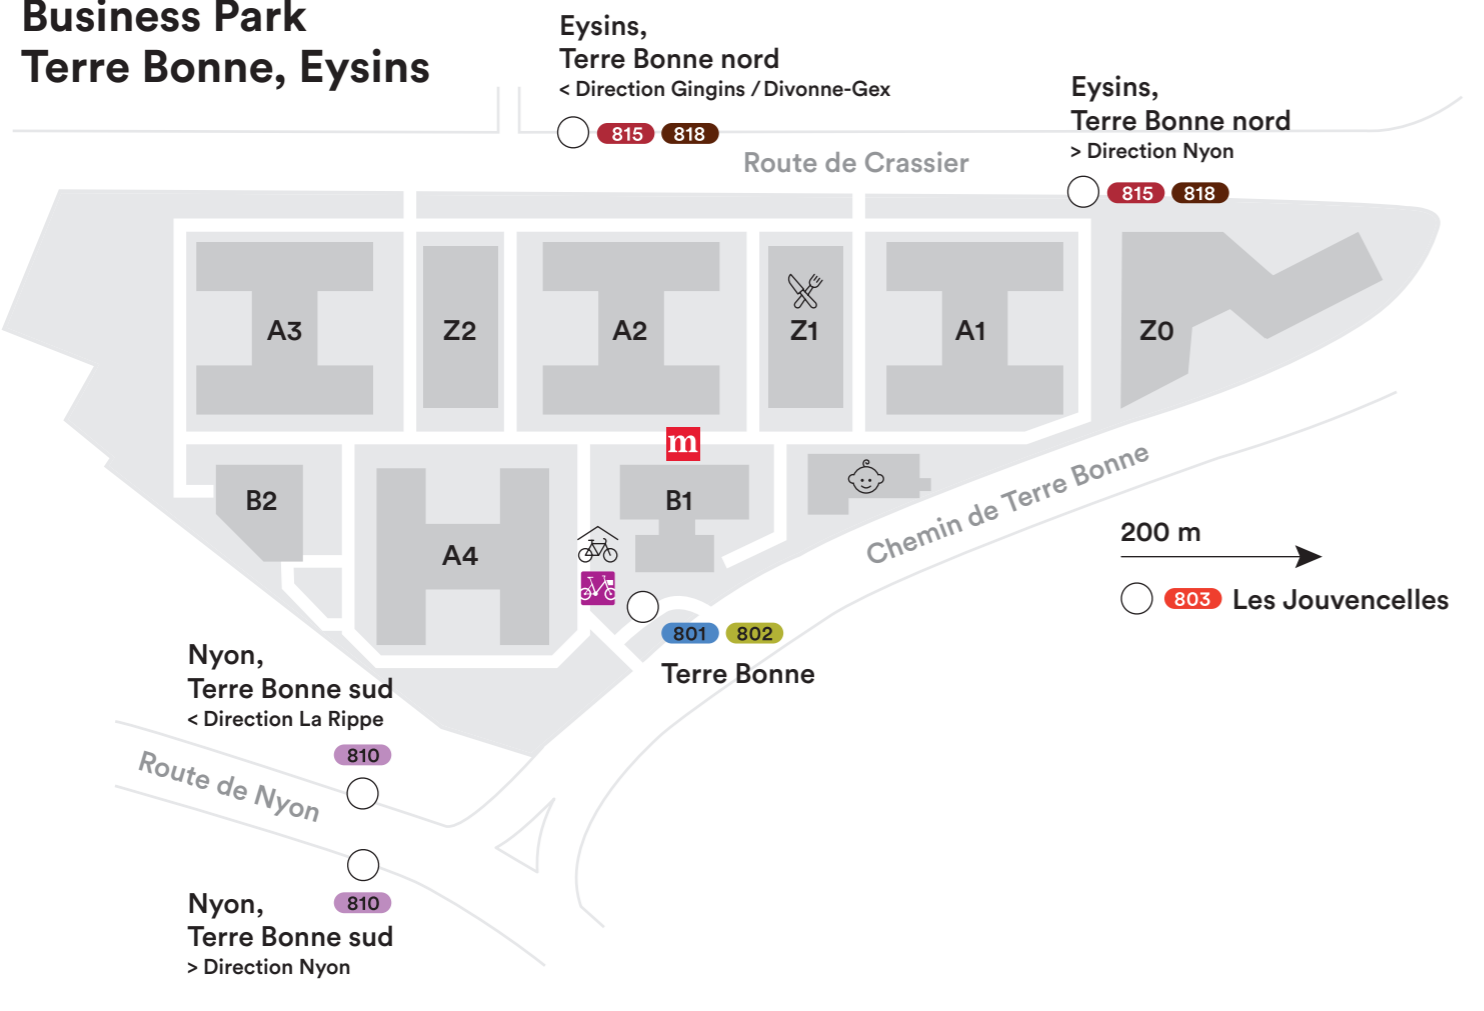 Business Park
Terre Bonne, Eysins
Eysins,
Terre Bonne nord
< Direction Gingins / Divonne-Gex
815 818
Eysins,
Terre Bonne nord
> Direction Nyon
815 818
Route de Crassier
A3
Z2
A2
Z1
A1
Z0
m
B2
A4
B1
Chemin de Terre Bonne
200 m
803 Les Jouvencelles
801 802
Terre Bonne
Nyon,
Terre Bonne sud
< Direction La Rippe
810
Route de Nyon
Nyon,
810
Terre Bonne sud
> Direction Nyon